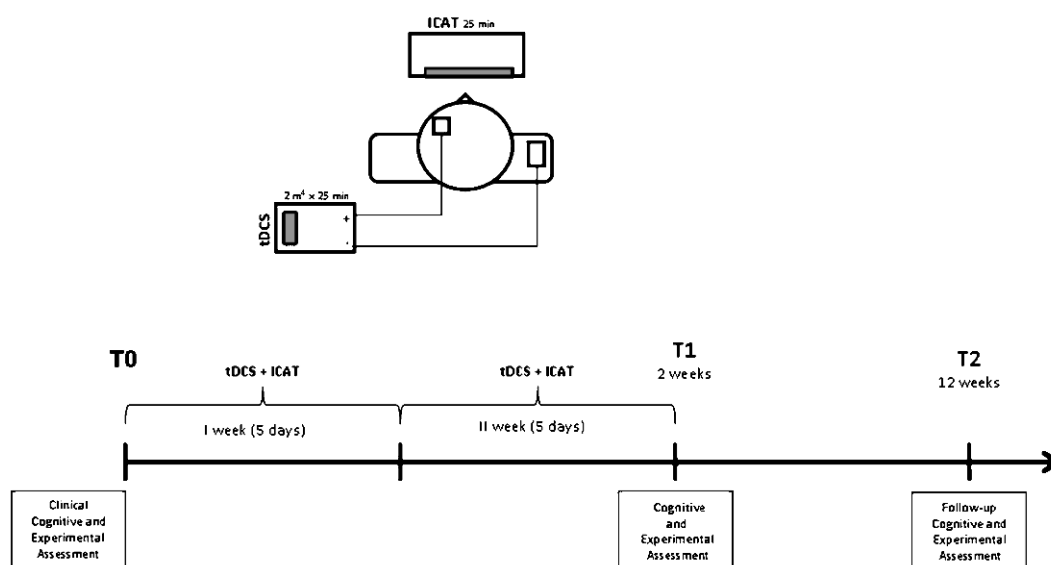 ICAT 25 min
2 m⁴ × 25 min
tDCS
+
-
T0
tDCS + ICAT
tDCS + ICAT
T1
2 weeks
T2
12 weeks
I week (5 days)
II week (5 days)
Clinical
Cognitive and
Experimental
Assessment
Cognitive
and
Experimental
Assessment
Follow-up
Cognitive and
Experimental
Assessment